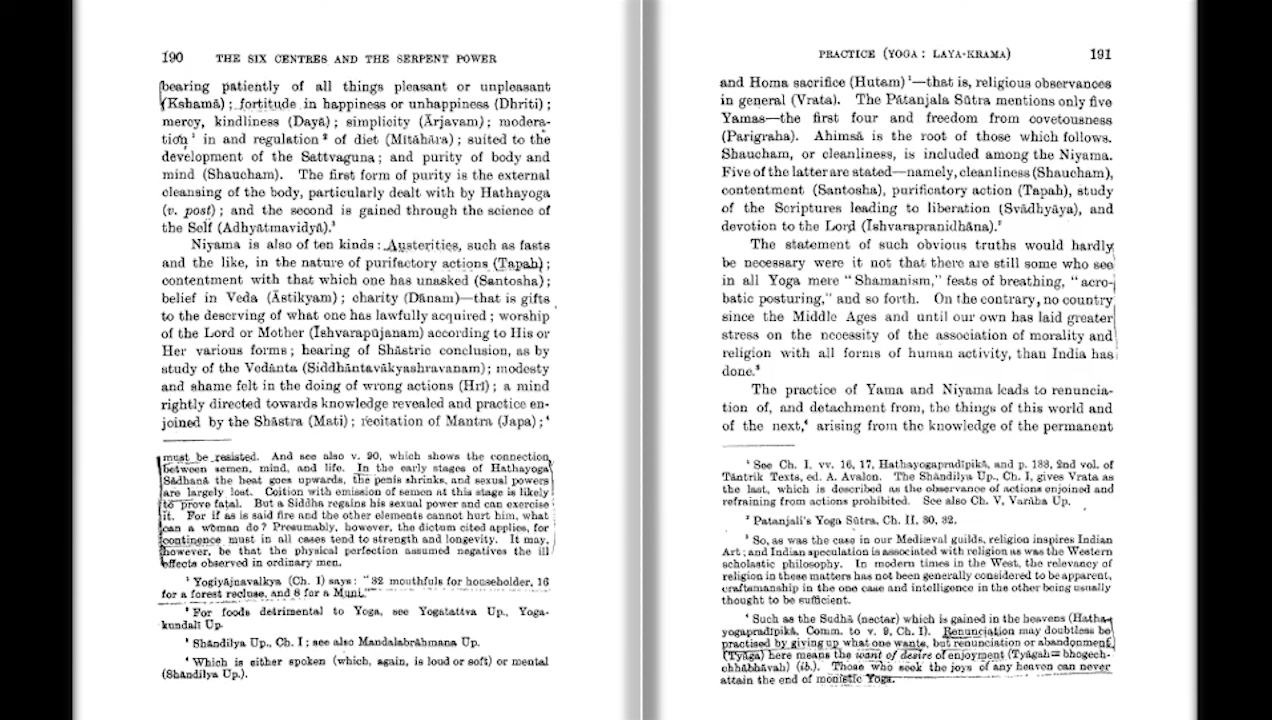 190 THE SIX CENTRES AND THE SERPENT POWER
bearing patiently of all things pleasant or unpleasant
(Kshamā) ; fortitude in happiness or unhappiness (Dhriti) ;
mercy, kindliness (Dayā) ; simplicity (Ārjavam) ; modera-
tion ¹ in and regulation ² of diet (Mitāhāra) ; suited to the
development of the Sattvaguna ; and purity of body and
mind (Shaucham). The first form of purity is the external
cleansing of the body, particularly dealt with by Hathayoga
(v. post) ; and the second is gained through the science of
the Self (Adhyātmavidyā).³
Niyama is also of ten kinds : Austerities, such as fasts
and the like, in the nature of purifactory actions (Tapah) ;
contentment with that which one has unasked (Santosha) ;
belief in Veda (Āstikyam) ; charity (Dānam)—that is gifts
to the deserving of what one has lawfully acquired ; worship
of the Lord or Mother (Īshvarapūjanam) according to His or
Her various forms ; hearing of Shāstric conclusion, as by
study of the Vedānta (Siddhāntavākyashravanam) ; modesty
and shame felt in the doing of wrong actions (Hrī) ; a mind
rightly directed towards knowledge revealed and practice en-
joined by the Shāstra (Mati) ; recitation of Mantra (Japa) ;⁴
must be resisted. And see also v. 90, which shows the connection
between semen, mind, and life. In the early stages of Hathayoga
Sādhanā the heat goes upwards, the penis shrinks, and sexual powers
are largely lost. Coition with emission of semen at this stage is likely
to prove fatal. But a Siddha regains his sexual power and can exercise
it. For if as is said fire and the other elements cannot hurt him, what
can a woman do ? Presumably, however, the dictum cited applies, for
continence must in all cases tend to strength and longevity. It may,
however, be that the physical perfection assumed negatives the ill
effects observed in ordinary men.
¹ Yogiyājnavalkya (Ch. I) says : "32 mouthfuls for householder, 16
for a forest recluse, and 8 for a Muni."
² For foods detrimental to Yoga, see Yogatattva Up., Yoga-
kundalī Up.
³ Shāndilya Up., Ch. I ; see also Mandalabrāhmana Up.
⁴ Which is either spoken (which, again, is loud or soft) or mental
(Shāndilya Up.).
PRACTICE (YOGA : LAYA-KRAMA) 191
and Homa sacrifice (Hutam) ¹—that is, religious observances
in general (Vrata). The Pātanjala Sūtra mentions only five
Yamas—the first four and freedom from covetousness
(Parigraha). Ahimsā is the root of those which follows.
Shaucham, or cleanliness, is included among the Niyama.
Five of the latter are stated—namely, cleanliness (Shaucham),
contentment (Santosha), purificatory action (Tapah), study
of the Scriptures leading to liberation (Svādhyāya), and
devotion to the Lord (Īshvarapranidhāna).²
The statement of such obvious truths would hardly
be necessary were it not that there are still some who see
in all Yoga mere "Shamanism," feats of breathing, "acro-
batic posturing," and so forth. On the contrary, no country
since the Middle Ages and until our own has laid greater
stress on the necessity of the association of morality and
religion with all forms of human activity, than India has
done.³
The practice of Yama and Niyama leads to renuncia-
tion of, and detachment from, the things of this world and
of the next,⁴ arising from the knowledge of the permanent
¹ See Ch. I, vv. 16, 17, Hathayogapradīpikā, and p. 133, 2nd vol. of
Tāntrik Texts, ed. A. Avalon. The Shāndilya Up., Ch. I, gives Vrata as
the last, which is described as the observance of actions enjoined and
refraining from actions prohibited. See also Ch. V, Varāha Up.
² Patanjali's Yoga Sūtra, Ch. II, 30, 32.
³ So, as was the case in our Mediæval guilds, religion inspires Indian
Art ; and Indian speculation is associated with religion as was the Western
scholastic philosophy. In modern times in the West, the relevancy of
religion in these matters has not been generally considered to be apparent,
craftsmanship in the one case and intelligence in the other being usually
thought to be sufficient.
⁴ Such as the Sudhā (nectar) which is gained in the heavens (Hatha-
yogapradīpikā, Comm. to v. 9, Ch. I). Renunciation may doubtless be
practised by giving up what one wants, but renunciation or abandonment
(Tyāga) here means the want of desire of enjoyment (Tyāgah = bhogech-
chhābhāvah) (ib.). Those who seek the joys of any heaven can never
attain the end of monistic Yoga.